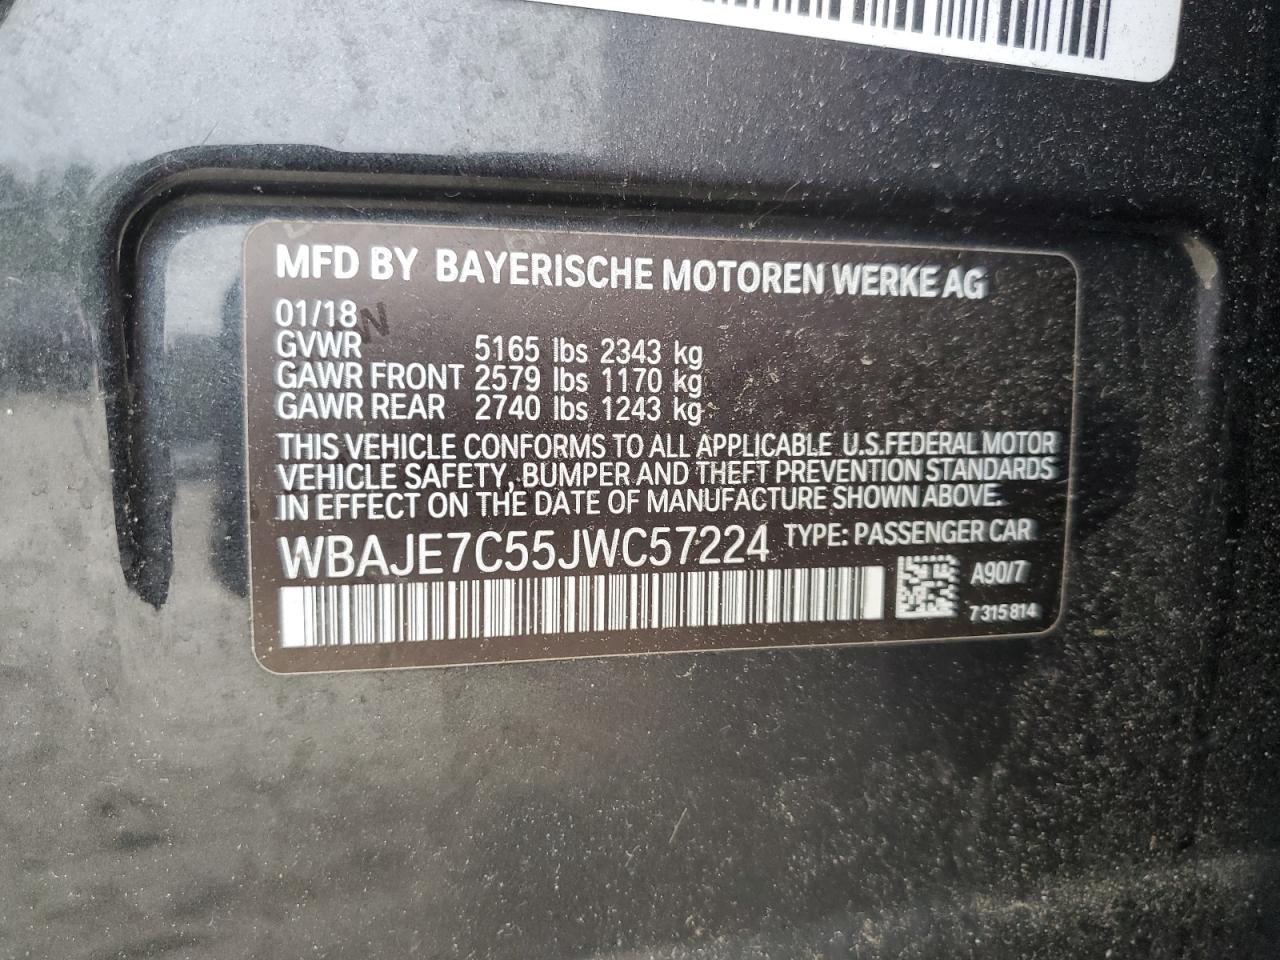 MFD BY BAYERISCHE MOTOREN WERKE AG
01/18
GVWR 5165 lbs 2343 kg
GAWR FRONT 2579 lbs 1170 kg
GAWR REAR 2740 lbs 1243 kg
THIS VEHICLE CONFORMS TO ALL APPLICABLE U.S.FEDERAL MOTOR
VEHICLE SAFETY, BUMPER AND THEFT PREVENTION STANDARDS
IN EFFECT ON THE DATE OF MANUFACTURE SHOWN ABOVE.
WBAJE7C55JWC57224 TYPE: PASSENGER CAR
A90/7
7 315 814